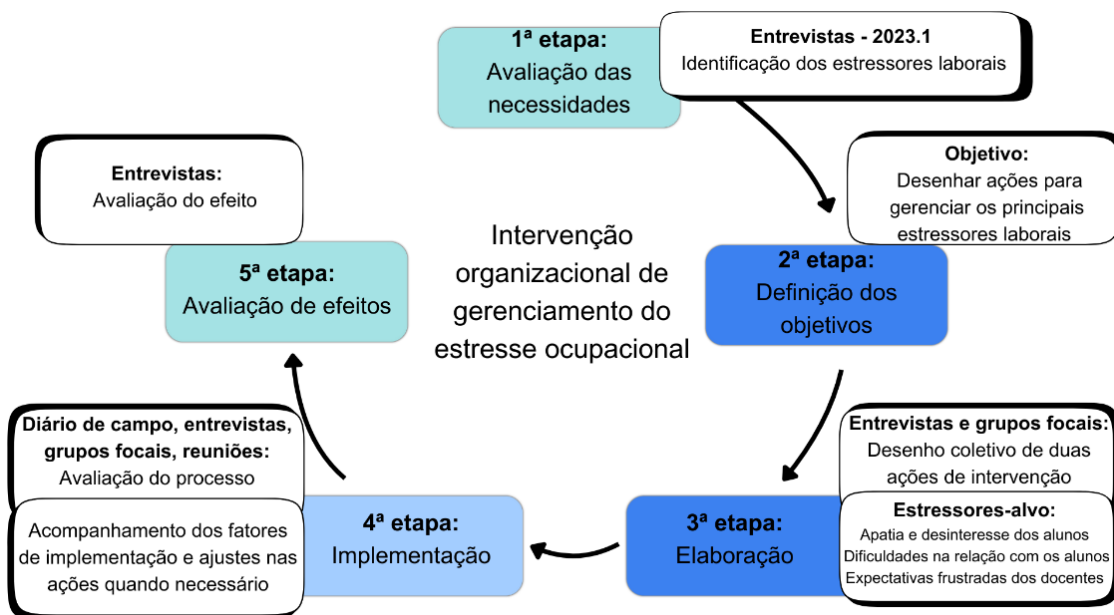 1ª etapa:
Avaliação das
necessidades
Entrevistas - 2023.1
Identificação dos estressores laborais
Objetivo:
Desenhar ações para
gerenciar os principais
estressores laborais
2ª etapa:
Definição dos
objetivos
Entrevistas e grupos focais:
Desenho coletivo de duas
ações de intervenção
Estressores-alvo:
Apatia e desinteresse dos alunos
Dificuldades na relação com os alunos
Expectativas frustradas dos docentes
3ª etapa:
Elaboração
4ª etapa:
Implementação
Diário de campo, entrevistas,
grupos focais, reuniões:
Avaliação do processo
Acompanhamento dos fatores
de implementação e ajustes nas
ações quando necessário
Entrevistas:
Avaliação do efeito
5ª etapa:
Avaliação de efeitos
Intervenção
organizacional de
gerenciamento do
estresse ocupacional